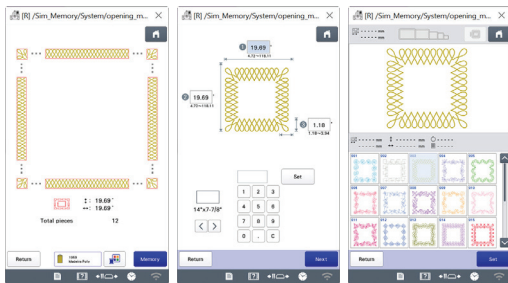 [R] /Sim_Memory/System/opening_m...
19.69"
19.69"
Total pieces 12
Return
Memory
[R] /Sim_Memory/System/opening_m...
1 19.69"
4.72~118.11
2 19.69"
4.72~118.11
3 1.18"
1.18~3.94
14"x7-7/8"
Set
1 2 3
4 5 6
7 8 9
0 . C
Return
Next
[R] /Sim_Memory/System/opening_m...
001 002 003 004 005
006 007 008 009 010
011 012 013 014 015
Return
Set